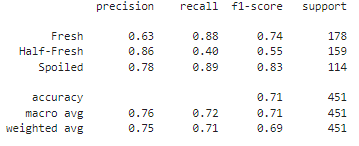 precision recall f1-score support
Fresh 0.63 0.88 0.74 178
Half-Fresh 0.86 0.40 0.55 159
Spoiled 0.78 0.89 0.83 114
accuracy 0.71 451
macro avg 0.76 0.72 0.71 451
weighted avg 0.75 0.71 0.69 451